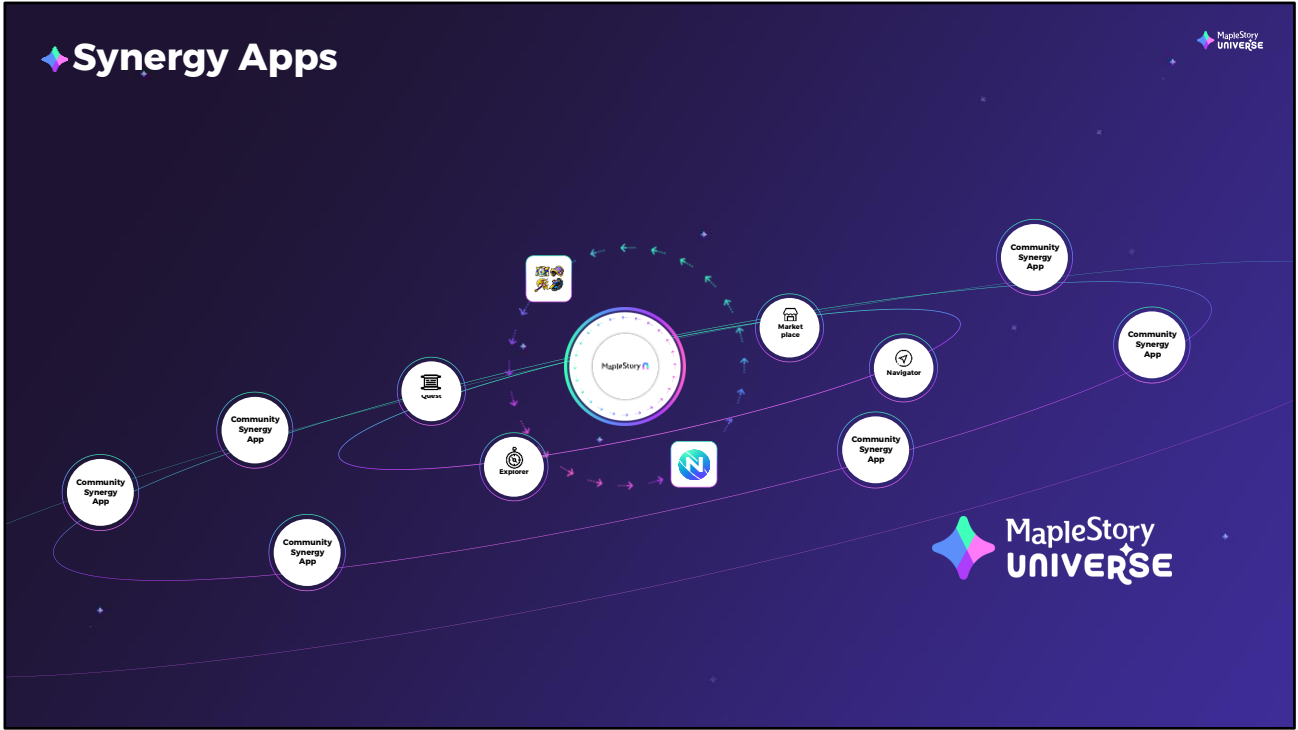 Synergy Apps
MapleStory
UNIVERSE
Community
Synergy
App
Market
place
Community
Synergy
App
MapleStory N
Navigator
Quest
Community
Synergy
App
Community
Synergy
App
Explorer
N
Community
Synergy
App
Community
Synergy
App
MapleStory
UNIVERSE